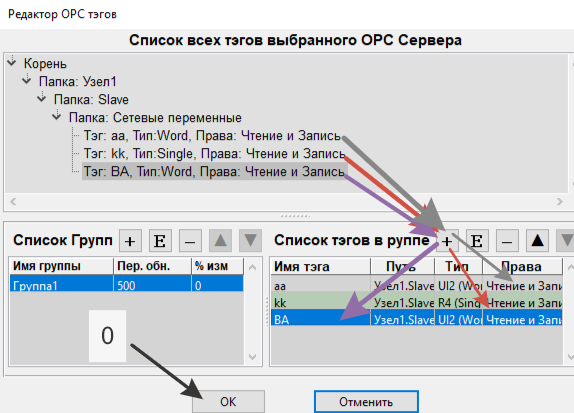 Редактор OPC тэгов
Список всех тэгов выбранного OPC Сервера
Корень
Папка: Узел1
Папка: Slave
Папка: Сетевые переменные
Тэг: аа, Тип:Word, Права: Чтение и Запись
Тэг: kk, Тип:Single, Права: Чтение и Запись
Тэг: BA, Тип:Word, Права: Чтение и Запись
Список Групп + E –
Список тэгов в руппе + E –
Имя группы Пер. обн. % изм
Группа1 500 0
Имя тэга Путь Тип Права
aa Узел1.Slave UI2 (Wor Чтение и Запи
kk Узел1.Slave R4 (Sing Чтение и Запи
BA Узел1.Slave UI2 (Wor Чтение и Запи
0
OK Отменить